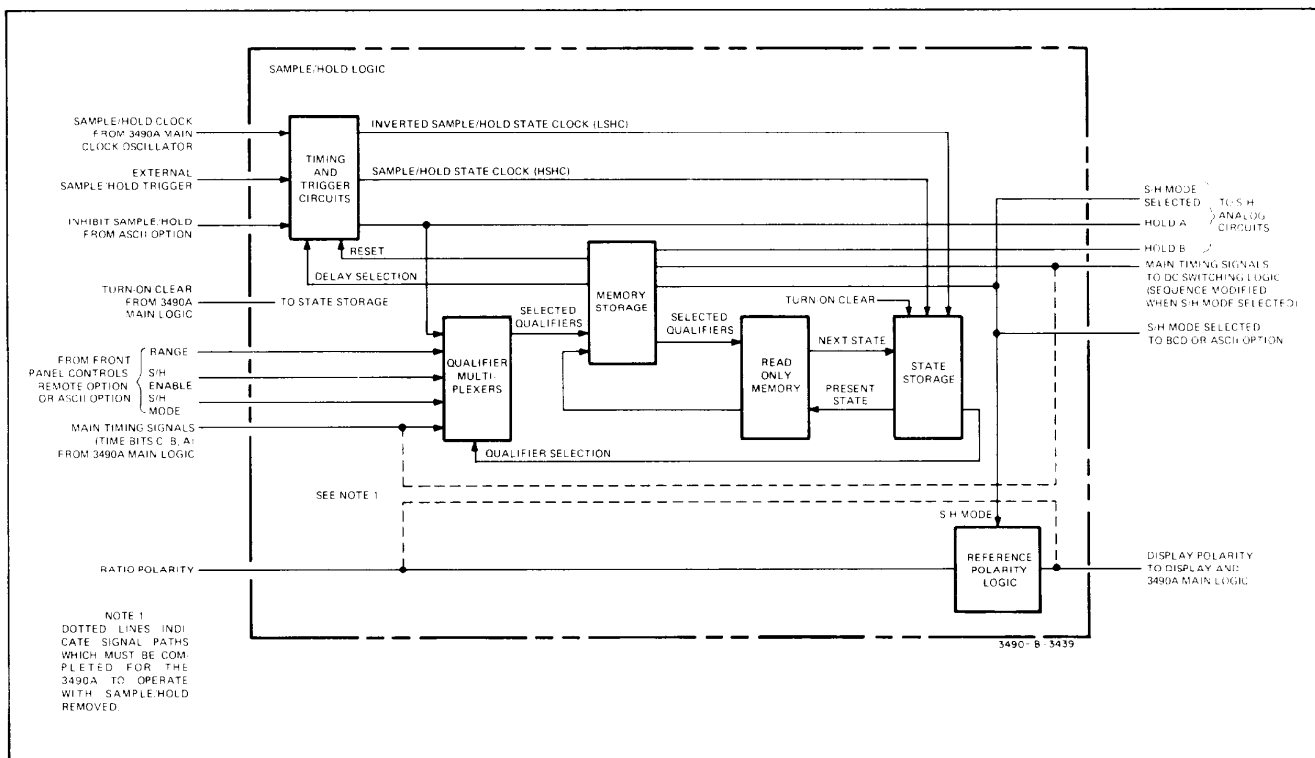 SAMPLE/HOLD LOGIC
SAMPLE/HOLD CLOCK
FROM 3490A MAIN
CLOCK OSCILLATOR
EXTERNAL
SAMPLE/HOLD TRIGGER
INHIBIT SAMPLE/HOLD
FROM ASCII OPTION
TURN-ON CLEAR
FROM 3490A
MAIN LOGIC
TO STATE STORAGE
FROM FRONT
PANEL CONTROLS
REMOTE OPTION
OR ASCII OPTION
RANGE
S/H
ENABLE
S/H
MODE
MAIN TIMING SIGNALS
(TIME BITS C, B, A)
FROM 3490A MAIN LOGIC
RATIO POLARITY
TIMING
AND
TRIGGER
CIRCUITS
INVERTED SAMPLE/HOLD STATE CLOCK (LSHC)
SAMPLE/HOLD STATE CLOCK (HSHC)
RESET
DELAY SELECTION
QUALIFIER
MULTI-
PLEXERS
SELECTED
QUALIFIERS
MEMORY
STORAGE
SELECTED
QUALIFIERS
READ
ONLY
MEMORY
TURN-ON CLEAR
NEXT STATE
PRESENT
STATE
STATE
STORAGE
QUALIFIER SELECTION
SEE NOTE 1
S/H MODE
REFERENCE
POLARITY
LOGIC
S/H MODE
SELECTED
HOLD A
TO S/H
ANALOG
CIRCUITS
HOLD B
MAIN TIMING SIGNALS
TO DC SWITCHING LOGIC
(SEQUENCE MODIFIED
WHEN S/H MODE SELECTED)
S/H MODE SELECTED
TO BCD OR ASCII OPTION
DISPLAY POLARITY
TO DISPLAY AND
3490A MAIN LOGIC
3490-B-3439
NOTE 1
DOTTED LINES INDI
CATE SIGNAL PATHS
WHICH MUST BE COM-
PLETED FOR THE
3490A TO OPERATE
WITH SAMPLE/HOLD
REMOVED.